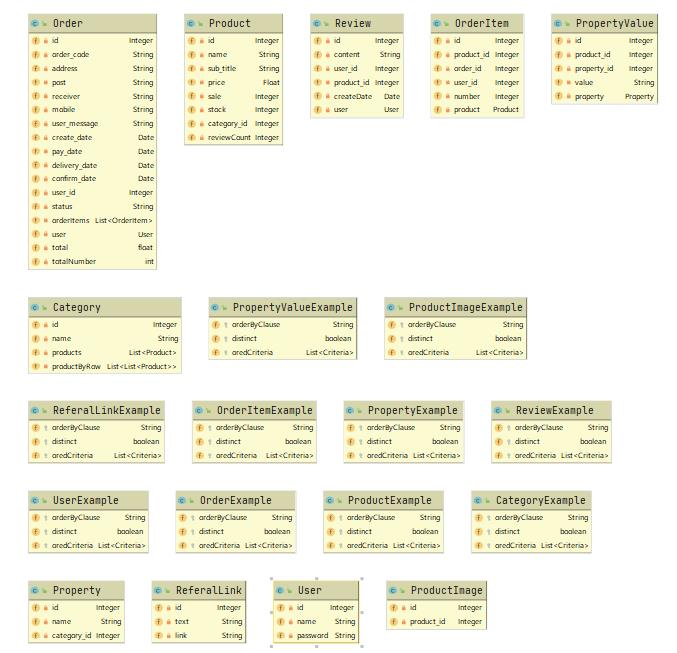 Order
id Integer
order_code String
address String
post String
receiver String
mobile String
user_message String
create_date Date
pay_date Date
delivery_date Date
confirm_date Date
user_id Integer
status String
orderItems List<OrderItem>
user User
total float
totalNumber int
Product
id Integer
name String
sub_title String
price Float
sale Integer
stock Integer
category_id Integer
reviewCount Integer
Review
id Integer
content String
user_id Integer
product_id Integer
createDate Date
user User
OrderItem
id Integer
product_id Integer
order_id Integer
user_id Integer
number Integer
product Product
PropertyValue
id Integer
product_id Integer
property_id Integer
value String
property Property
Category
id Integer
name String
products List<Product>
productByRow List<List<Product>>
PropertyValueExample
orderByClause String
distinct boolean
oredCriteria List<Criteria>
ProductImageExample
orderByClause String
distinct boolean
oredCriteria List<Criteria>
ReferalLinkExample
orderByClause String
distinct boolean
oredCriteria List<Criteria>
OrderItemExample
orderByClause String
distinct boolean
oredCriteria List<Criteria>
PropertyExample
orderByClause String
distinct boolean
oredCriteria List<Criteria>
ReviewExample
orderByClause String
distinct boolean
oredCriteria List<Criteria>
UserExample
orderByClause String
distinct boolean
oredCriteria List<Criteria>
OrderExample
orderByClause String
distinct boolean
oredCriteria List<Criteria>
ProductExample
orderByClause String
distinct boolean
oredCriteria List<Criteria>
CategoryExample
orderByClause String
distinct boolean
oredCriteria List<Criteria>
Property
id Integer
name String
category_id Integer
ReferalLink
id Integer
text String
link String
User
id Integer
name String
password String
ProductImage
id Integer
product_id Integer